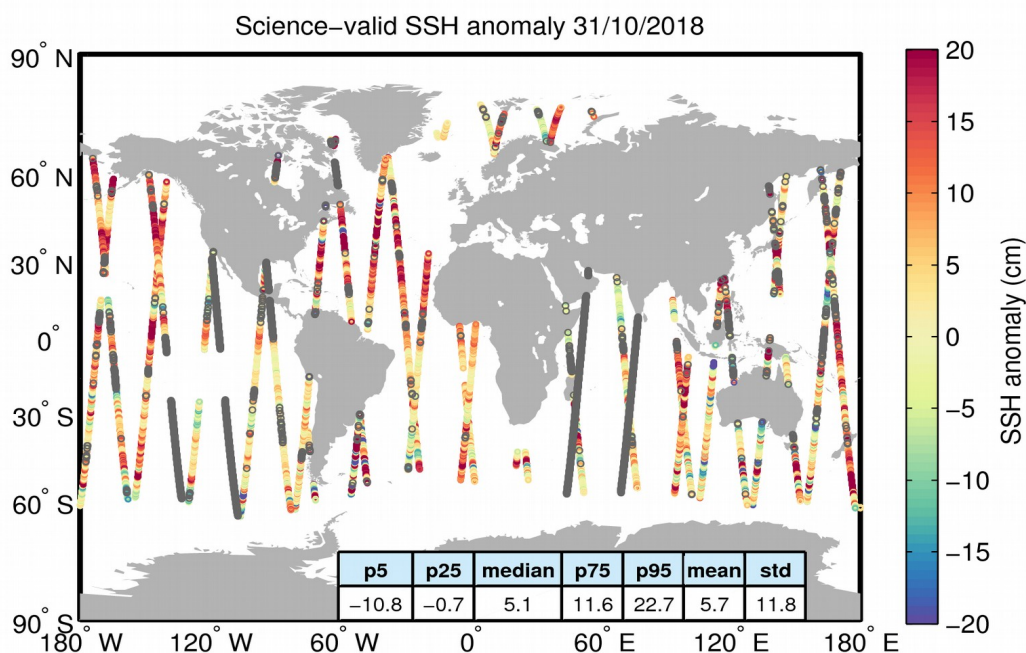 Science−valid SSH anomaly 31/10/2018
90° N
60° N
30° N
0°
30° S
60° S
90° S
180° W
120° W
60° W
0°
60° E
120° E
180° E
p5 p25 median p75 p95 mean std
−10.8 −0.7 5.1 11.6 22.7 5.7 11.8
20
15
10
5
0
−5
−10
−15
−20
SSH anomaly (cm)